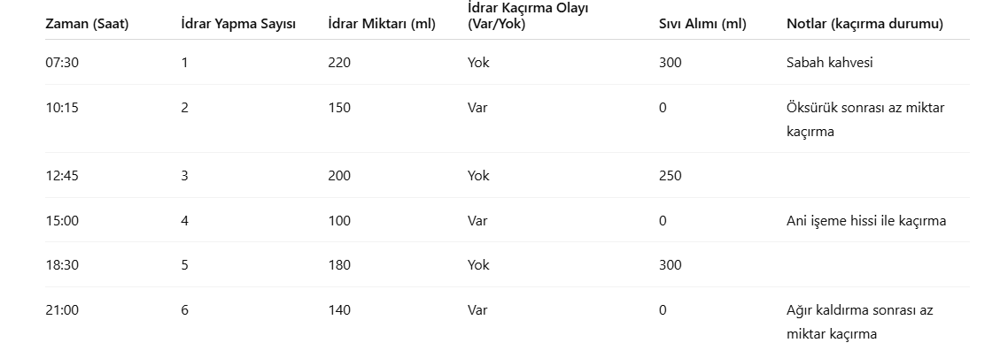 Zaman (Saat) İdrar Yapma Sayısı İdrar Miktarı (ml) İdrar Kaçırma Olayı (Var/Yok) Sıvı Alımı (ml) Notlar (kaçırma durumu)
07:30 1 220 Yok 300 Sabah kahvesi
10:15 2 150 Var 0 Öksürük sonrası az miktar kaçırma
12:45 3 200 Yok 250
15:00 4 100 Var 0 Ani işeme hissi ile kaçırma
18:30 5 180 Yok 300
21:00 6 140 Var 0 Ağır kaldırma sonrası az miktar kaçırma